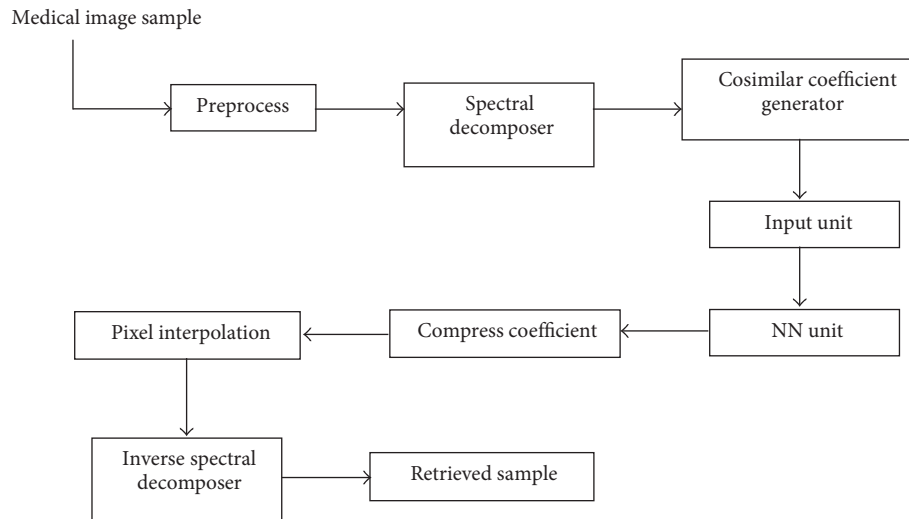 Medical image sample
Preprocess
Spectral
decomposer
Cosimilar coefficient
generator
Input unit
NN unit
Compress coefficient
Pixel interpolation
Inverse spectral
decomposer
Retrieved sample